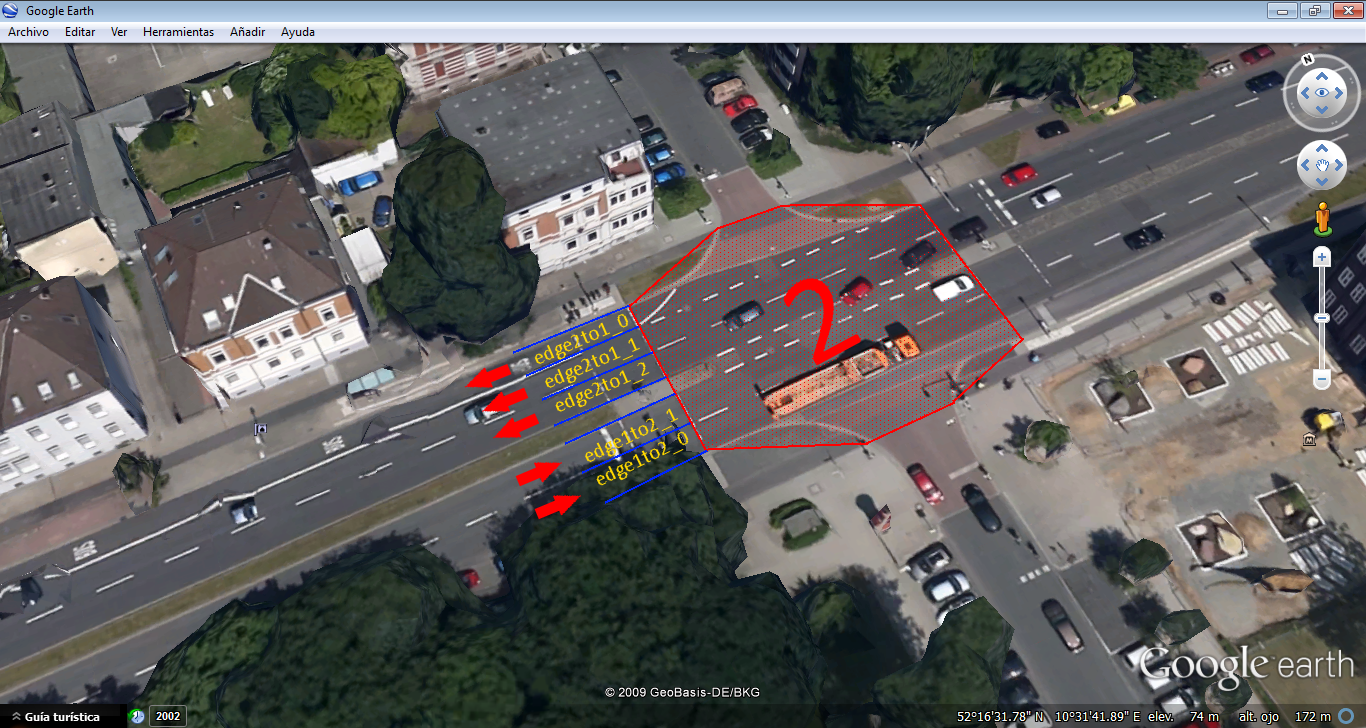 Google Earth
Archivo Editar Ver Herramientas Añadir Ayuda
N
2
edge2to1_0
edge2to1_1
edge2to1_2
edge1to2_1
edge1to2_0
M
Google earth
© 2009 GeoBasis-DE/BKG
Guía turística 2002 52°16'31.78" N 10°31'41.89" E elev. 74 m alt. ojo 172 m